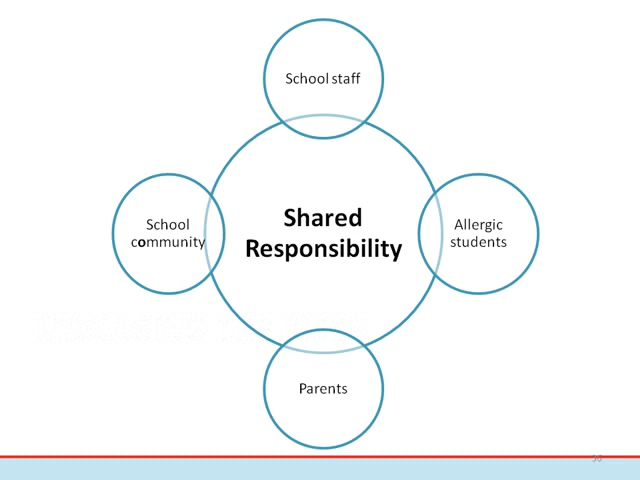 School staff
Shared
Responsibility
School
community
Allergic
students
Parents